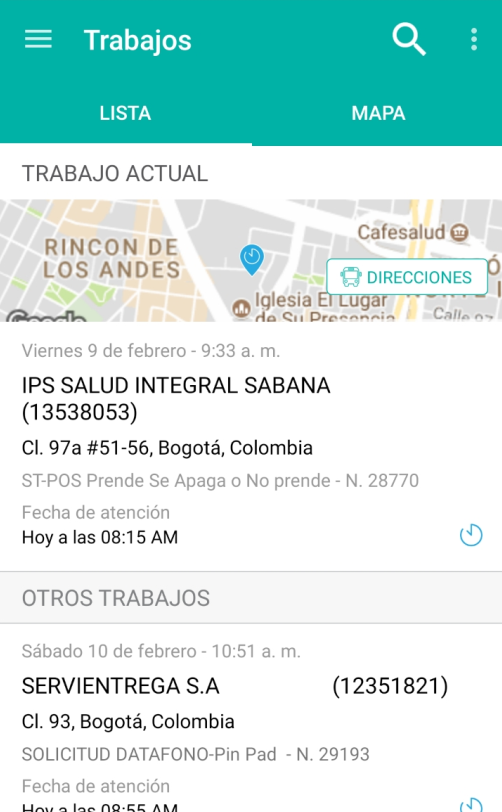 Trabajos
LISTA
MAPA
TRABAJO ACTUAL
Cafesalud
RINCON DE
LOS ANDES
DIRECCIONES
Iglesia El Lugar
de Su Presencia
Calle 97
Google
Viernes 9 de febrero - 9:33 a. m.
IPS SALUD INTEGRAL SABANA
(13538053)
Cl. 97a #51-56, Bogotá, Colombia
ST-POS Prende Se Apaga o No prende - N. 28770
Fecha de atención
Hoy a las 08:15 AM
OTROS TRABAJOS
Sábado 10 de febrero - 10:51 a. m.
SERVIENTREGA S.A (12351821)
Cl. 93, Bogotá, Colombia
SOLICITUD DATAFONO-Pin Pad - N. 29193
Fecha de atención
Hoy a las 08:55 AM